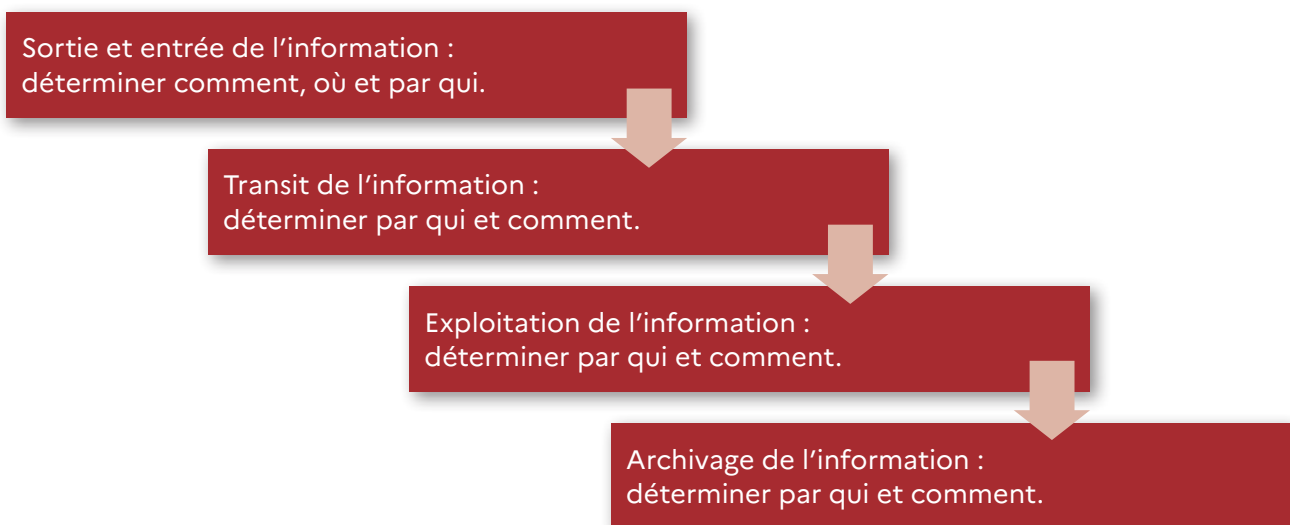 Sortie et entrée de l’information :
déterminer comment, où et par qui.
Transit de l’information :
déterminer par qui et comment.
Exploitation de l’information :
déterminer par qui et comment.
Archivage de l’information :
déterminer par qui et comment.